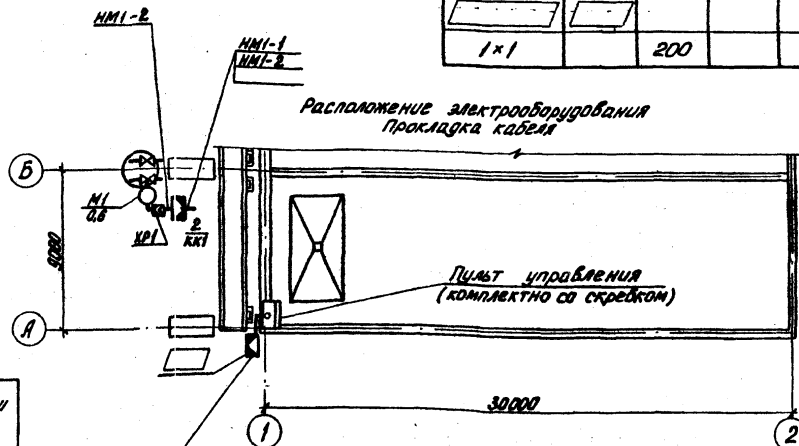 НМ1-2
НМ1-1
НМ1-2
1×1 200
Расположение электрооборудования
Прокладка кабеля
Б
М1
0,6
ХР1
2
КК1
9000
Пульт управления
(комплектно со скребком)
А
30000
1
2
"